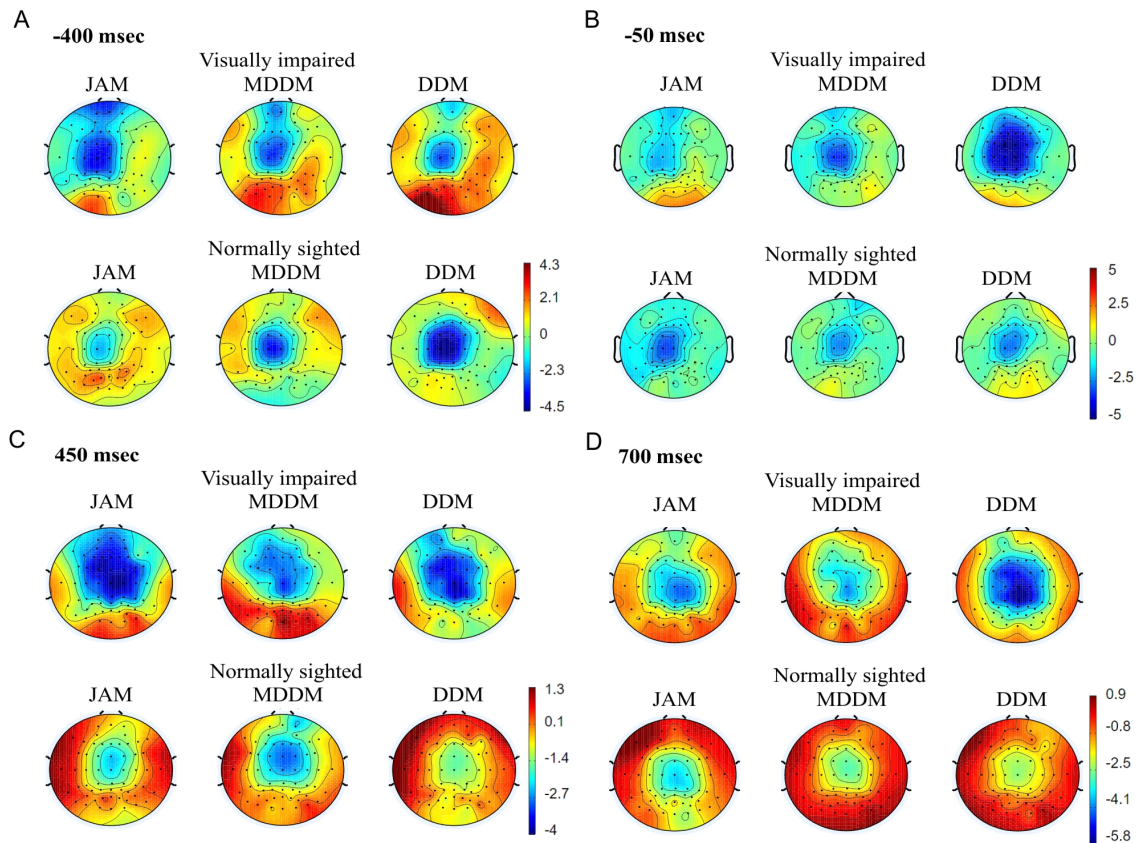 A
-400 msec
Visually impaired
JAM MDDM DDM
Normally sighted
JAM MDDM DDM
4.3
2.1
0
-2.3
-4.5
B
-50 msec
Visually impaired
JAM MDDM DDM
Normally sighted
JAM MDDM DDM
5
2.5
0
-2.5
-5
C
450 msec
Visually impaired
JAM MDDM DDM
Normally sighted
JAM MDDM DDM
1.3
0.1
-1.4
-2.7
-4
D
700 msec
Visually impaired
JAM MDDM DDM
Normally sighted
JAM MDDM DDM
0.9
-0.8
-2.5
-4.1
-5.8